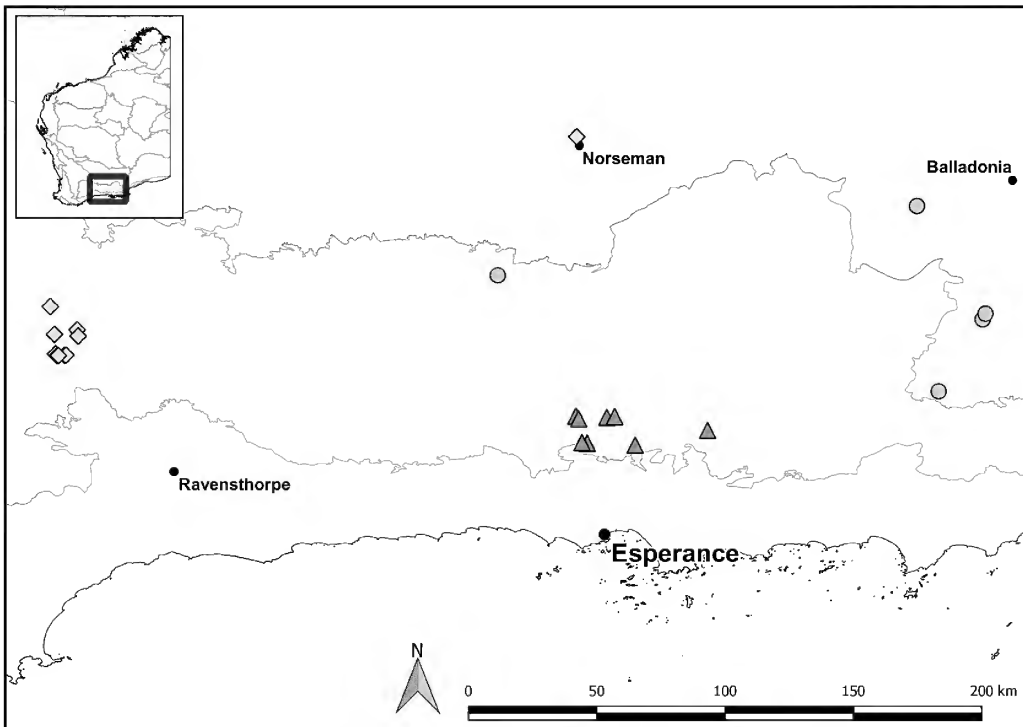 Norseman
Balladonia
Ravensthorpe
Esperance
N
0 50 100 150 200 km